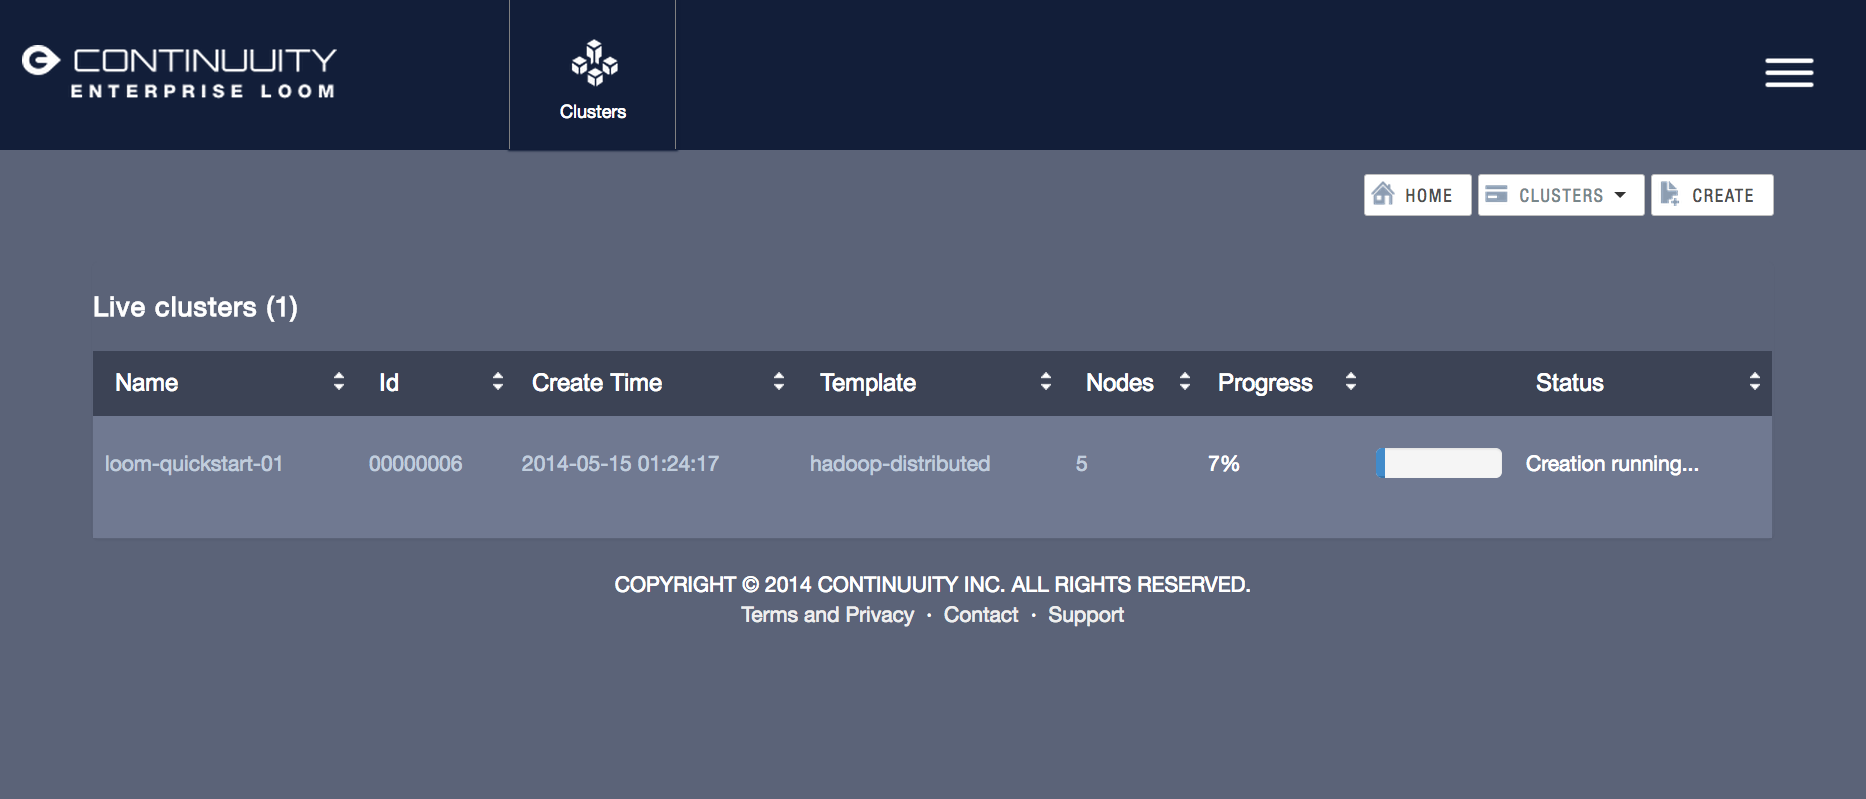 CONTINUUITY
ENTERPRISE LOOM
Clusters
HOME CLUSTERS CREATE
Live clusters (1)
Name Id Create Time Template Nodes Progress Status
loom-quickstart-01 00000006 2014-05-15 01:24:17 hadoop-distributed 5 7% Creation running...
COPYRIGHT © 2014 CONTINUUITY INC. ALL RIGHTS RESERVED.
Terms and Privacy · Contact · Support